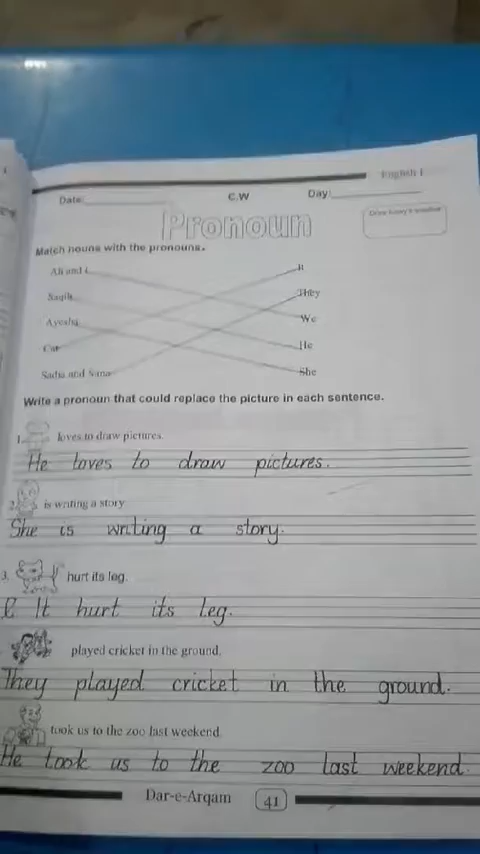 English I
Date: C.W Day:
Pronoun
Draw today's weather
Match nouns with the pronouns.
Ali and I It
Saqib They
Ayesha We
Car He
Sadia and Sana She
Write a pronoun that could replace the picture in each sentence.
1. loves to draw pictures.
He loves to draw pictures.
2. is writing a story
She is writing a story.
3. hurt its leg.
It hurt its leg.
played cricket in the ground.
They played cricket in the ground.
took us to the zoo last weekend.
He took us to the zoo last weekend.
Dar-e-Arqam 41